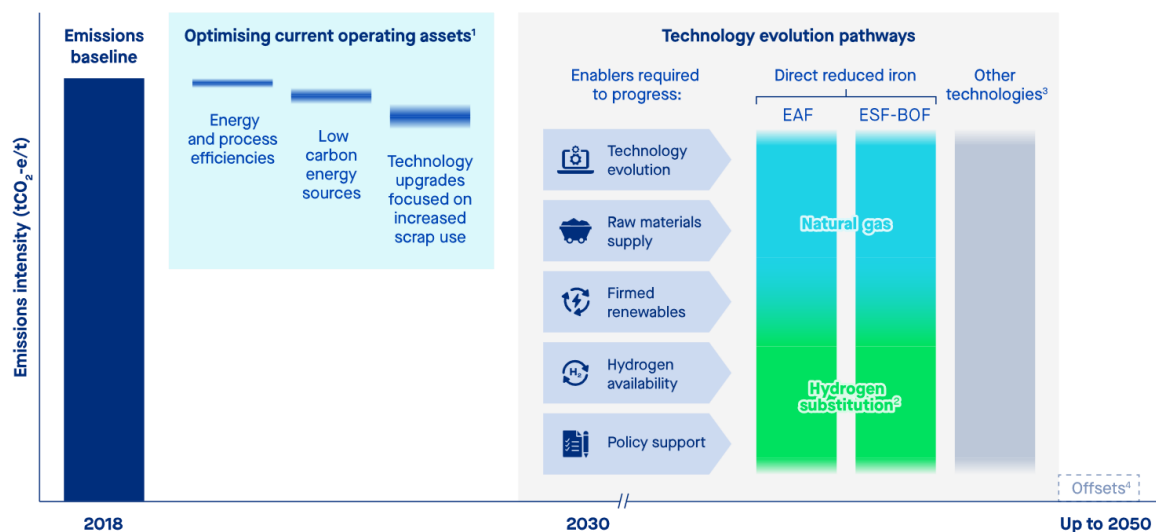 Emissions intensity (tCO₂-e/t)
Emissions
baseline
Optimising current operating assets¹
Energy
and process
efficiencies
Low
carbon
energy
sources
Technology
upgrades
focused on
increased
scrap use
Technology evolution pathways
Enablers required
to progress:
Technology
evolution
Raw materials
supply
Firmed
renewables
H₂
Hydrogen
availability
Policy support
Direct reduced iron
EAF
ESF-BOF
Natural gas
Hydrogen
substitution²
Other
technologies³
Offsets⁴
2018
2030
Up to 2050